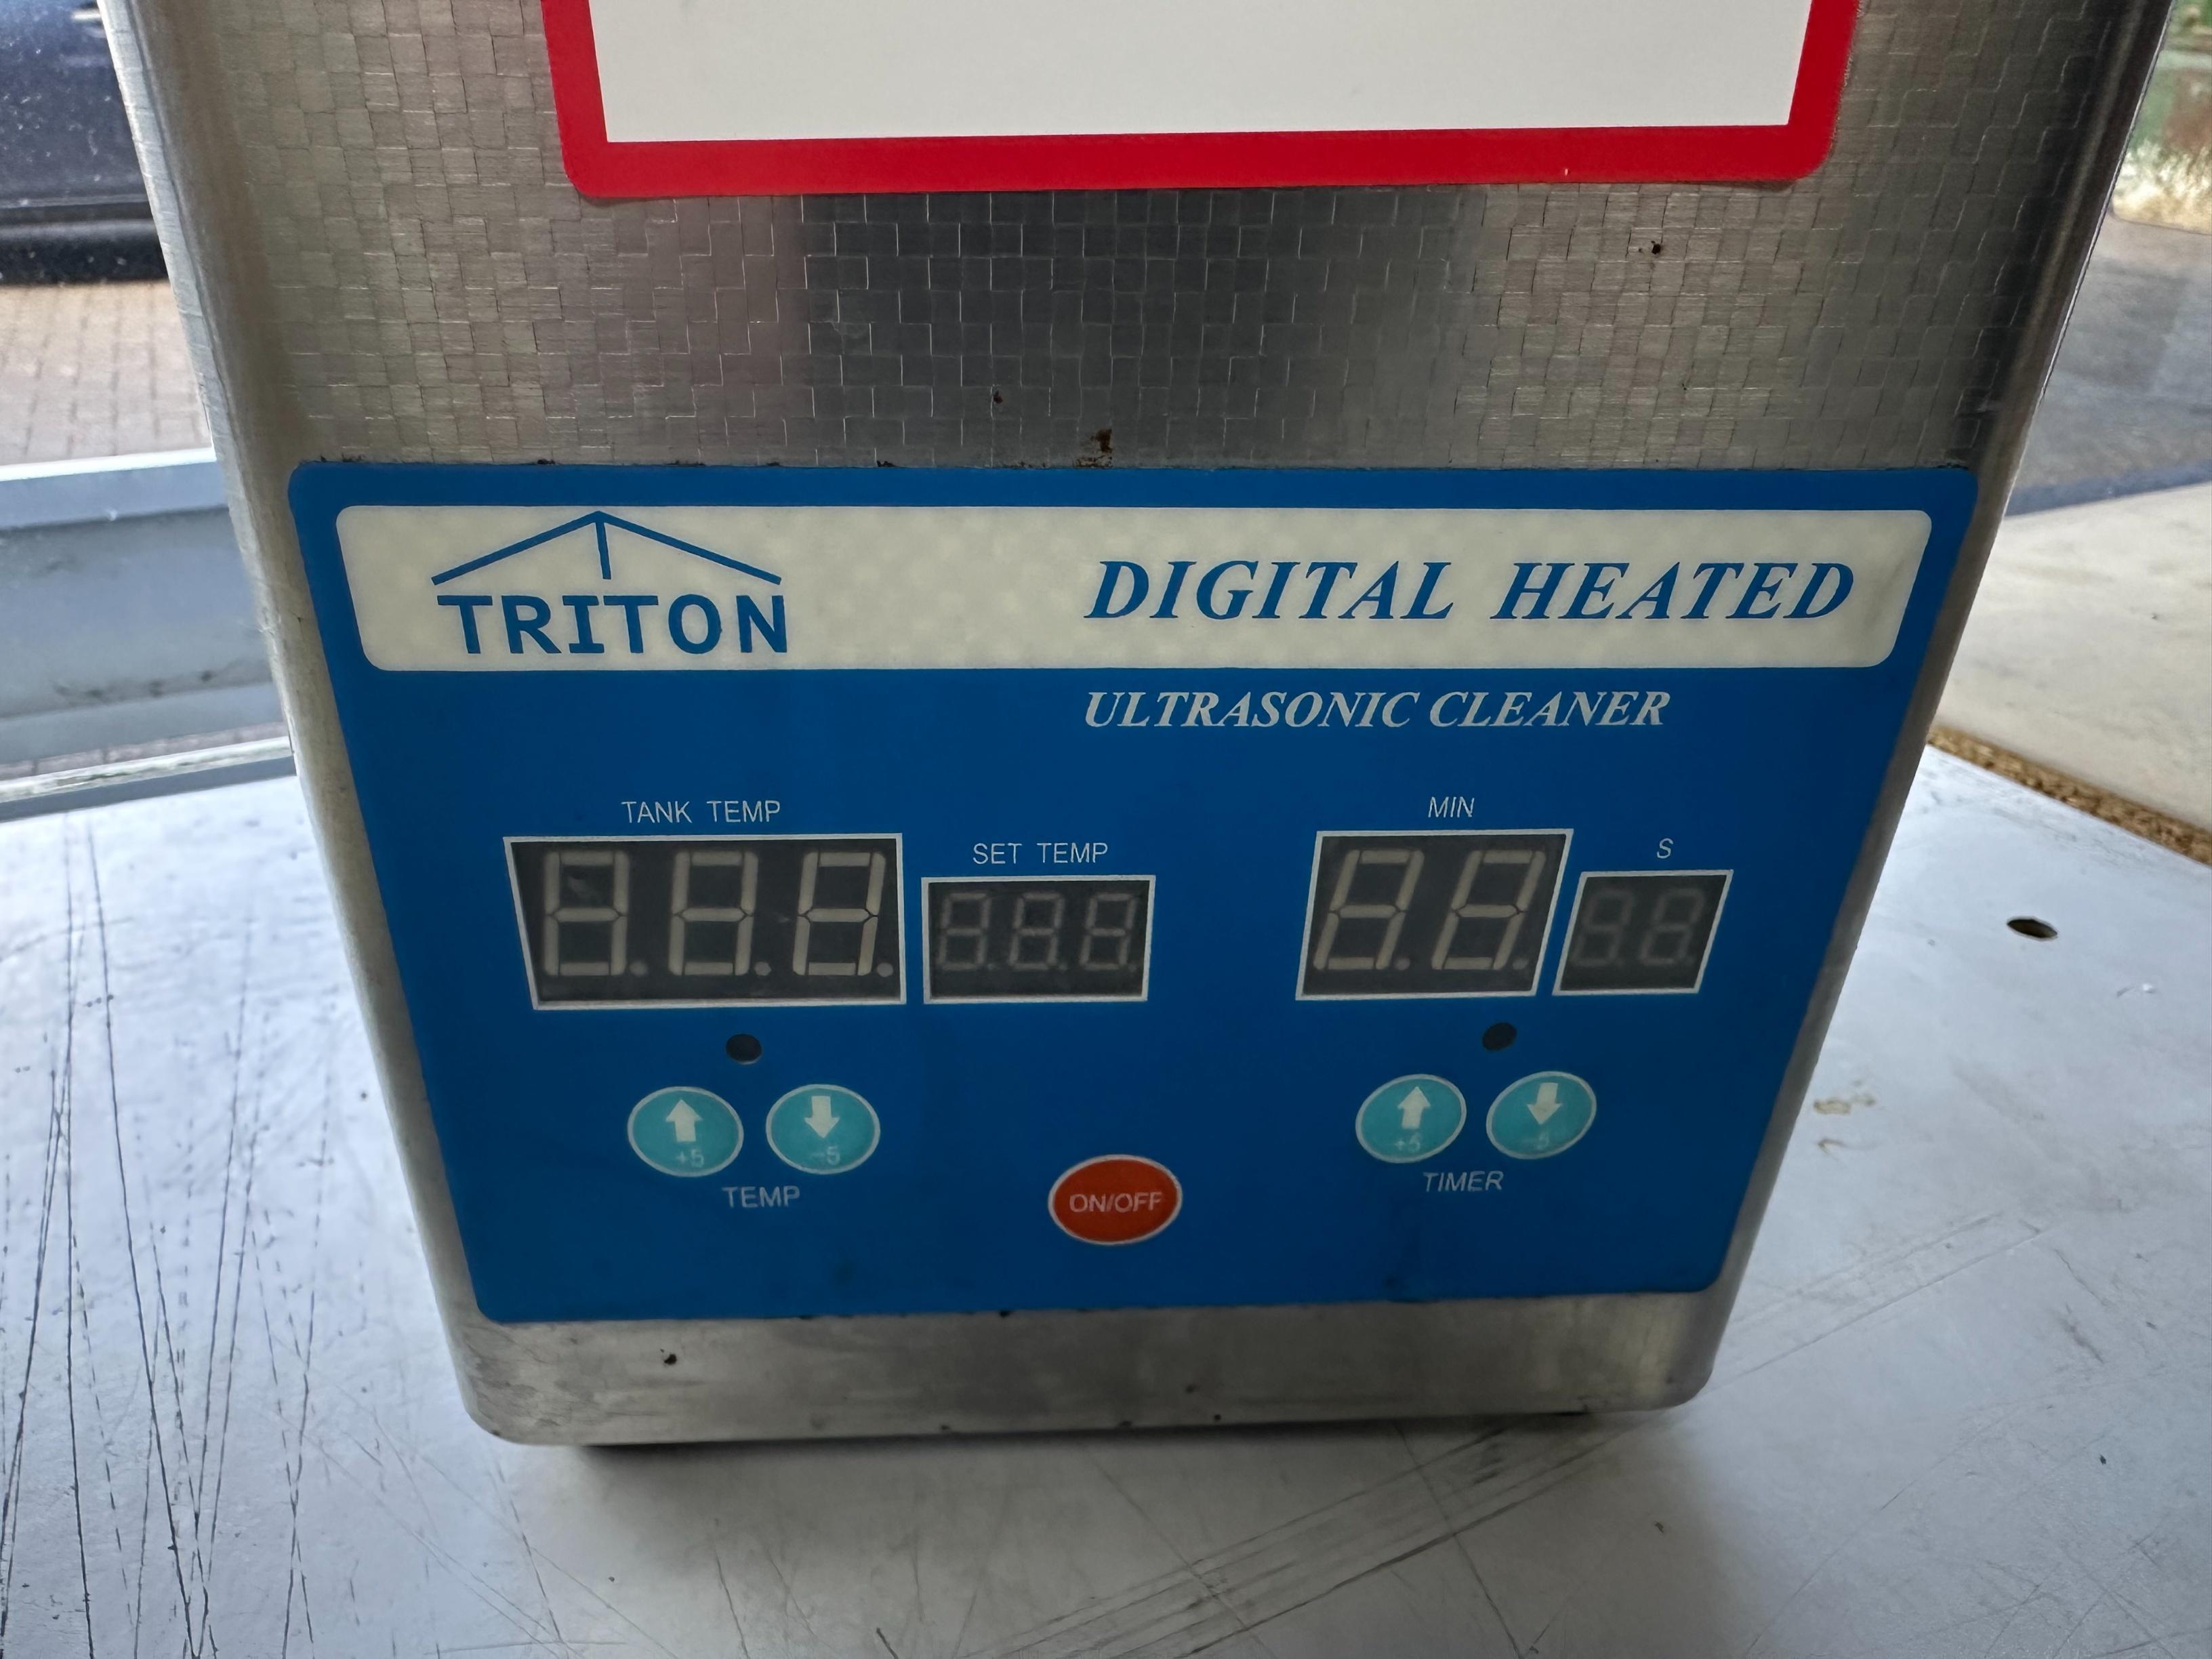 TRITON
DIGITAL HEATED
ULTRASONIC CLEANER
TANK TEMP
SET TEMP
MIN
S
+5
-5
+5
-5
TEMP
TIMER
ON/OFF